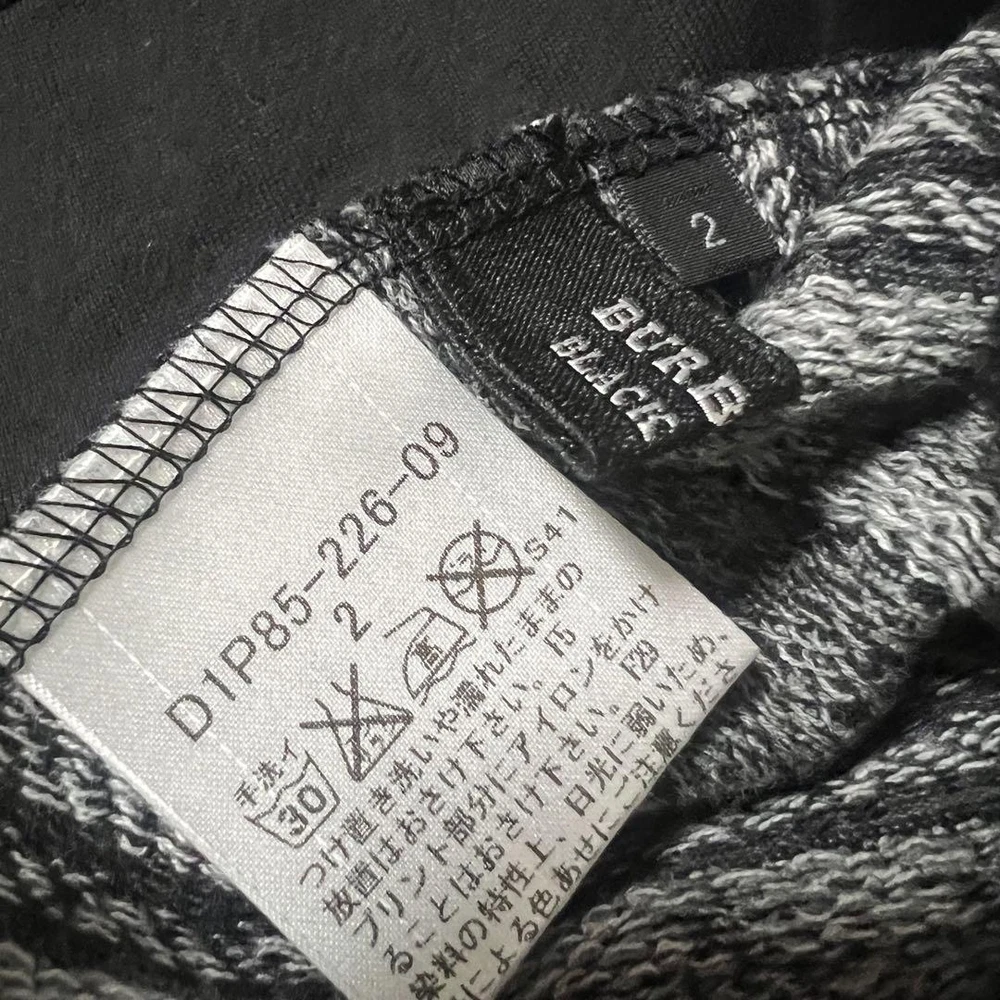 2
BURB
BLACK
D1P85-226-09
2
手洗イ
30
高
S41
つけ置き洗いや濡れたままの
放置はおさけ下さい。 F5
プリント部分にアイロンをかけ
ることはおさけ下さい。 F29
染料の特性上、日光に弱いため、
による色あせにご注意くださ